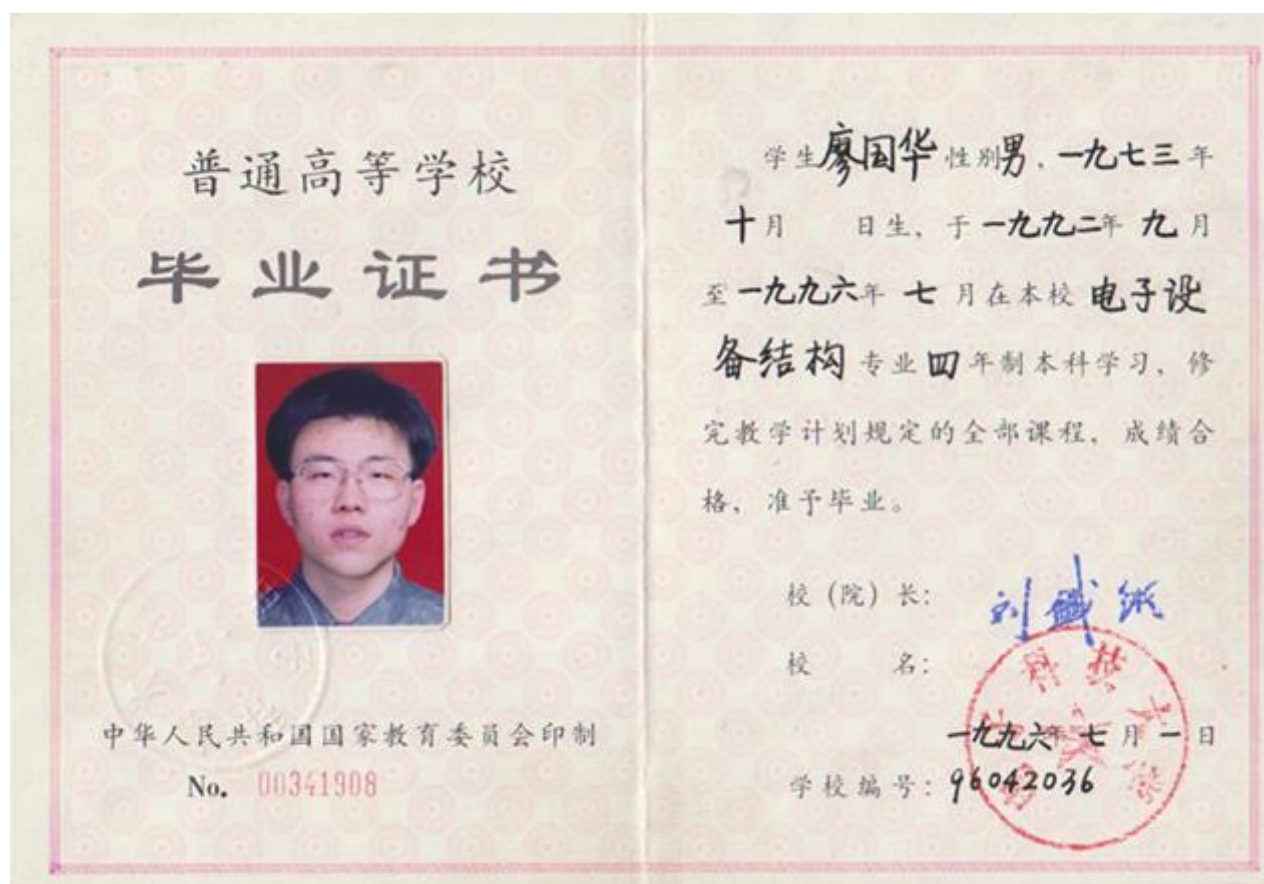 普通高等学校
毕业证书
中华人民共和国国家教育委员会印制
No. 00341908
学生廖国华性别男,一九七三年
十月 日生,于一九九二年九月
至一九九六年七月在本校电子设
备结构专业四年制本科学习,修
完教学计划规定的全部课程,成绩合
格,准予毕业。
校(院)长:
校 名:
科技大
一九九六年七月一日
学校编号:96042036